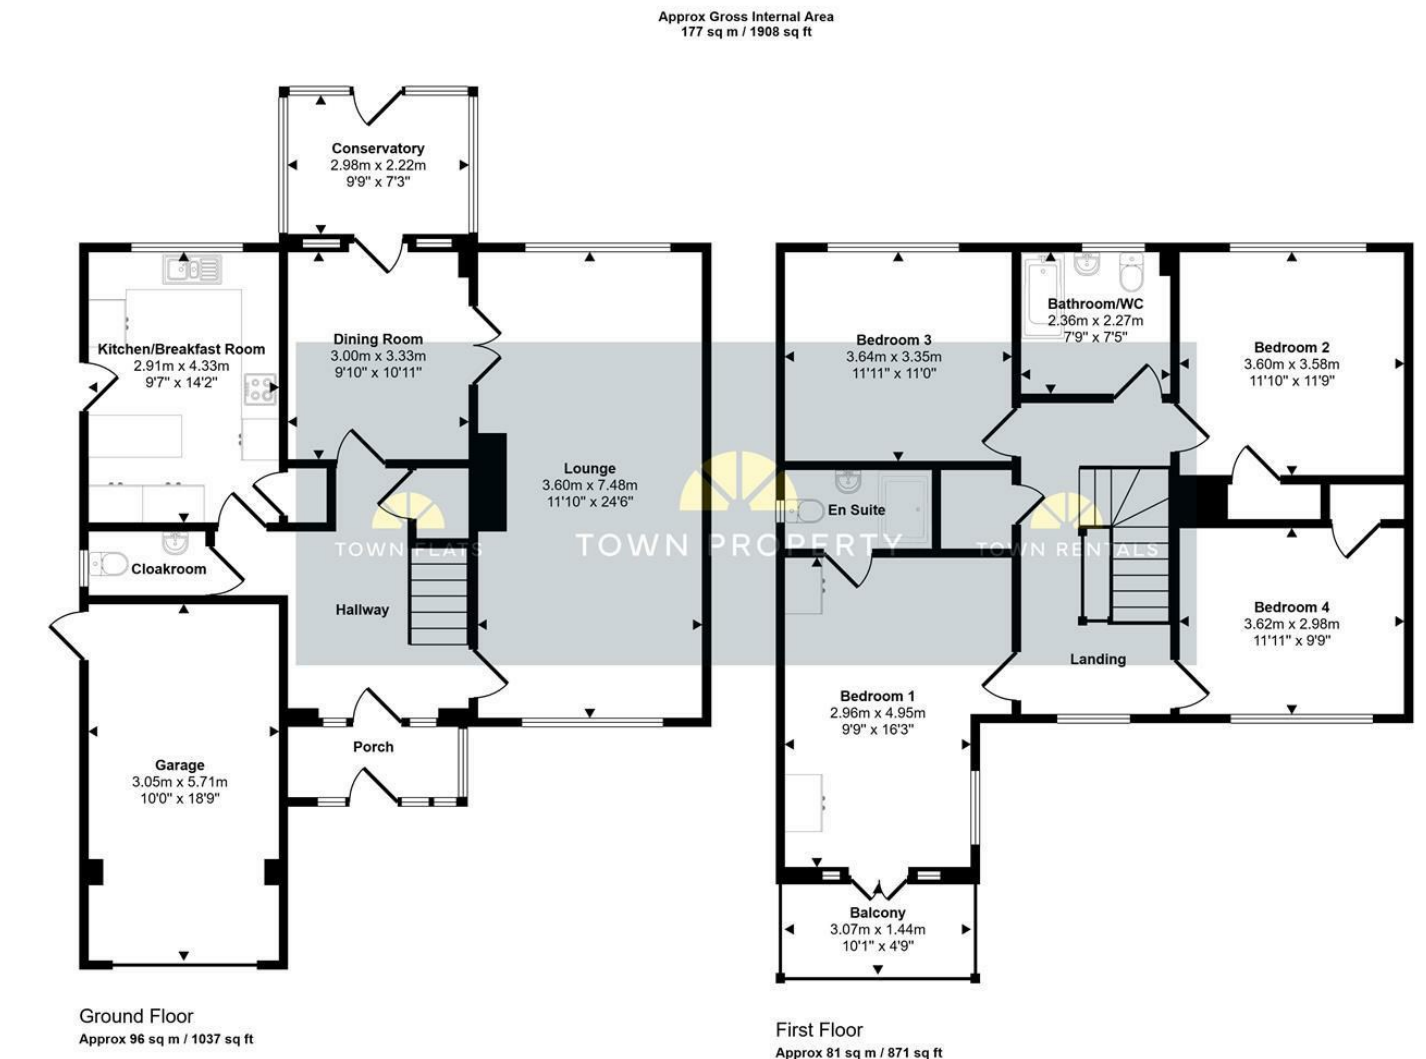 Approx Gross Internal Area
177 sq m / 1908 sq ft
Conservatory
2.98m x 2.22m
9'9" x 7'3"
Kitchen/Breakfast Room
2.91m x 4.33m
9'7" x 14'2"
Dining Room
3.00m x 3.33m
9'10" x 10'11"
Lounge
3.60m x 7.48m
11'10" x 24'6"
Cloakroom
Hallway
Porch
Garage
3.05m x 5.71m
10'0" x 18'9"
Ground Floor
Approx 96 sq m / 1037 sq ft
Bedroom 3
3.64m x 3.35m
11'11" x 11'0"
Bathroom/WC
2.36m x 2.27m
7'9" x 7'5"
Bedroom 2
3.60m x 3.58m
11'10" x 11'9"
En Suite
Bedroom 4
3.62m x 2.98m
11'11" x 9'9"
Landing
Bedroom 1
2.96m x 4.95m
9'9" x 16'3"
Balcony
3.07m x 1.44m
10'1" x 4'9"
First Floor
Approx 81 sq m / 871 sq ft
TOWN FLATS
TOWN PROPERTY
TOWN RENTALS